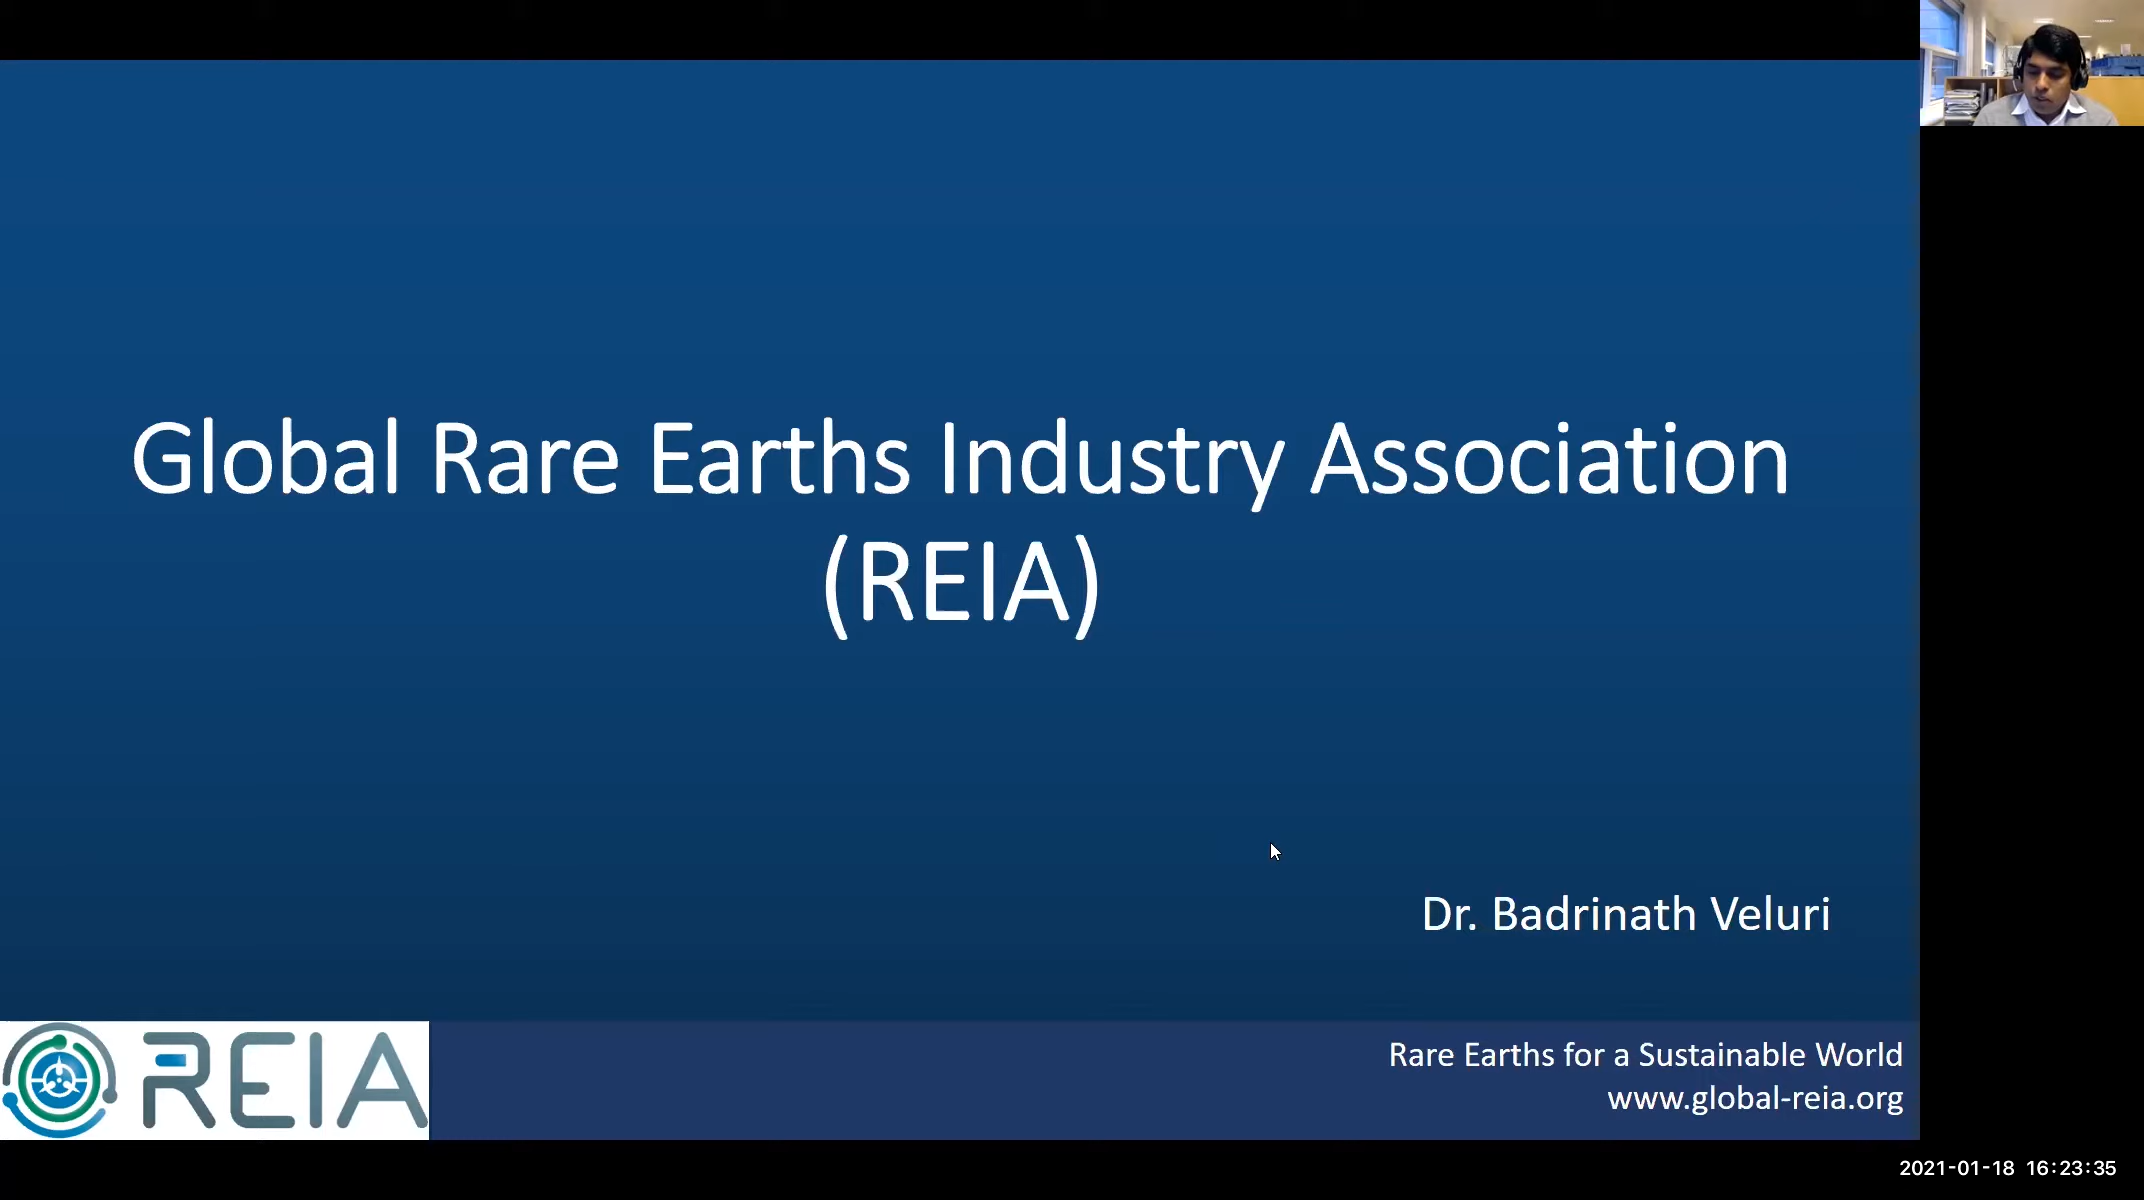 Global Rare Earths Industry Association
(REIA)
Dr. Badrinath Veluri
REIA
Rare Earths for a Sustainable World
www.global-reia.org
2021-01-18 16:23:35